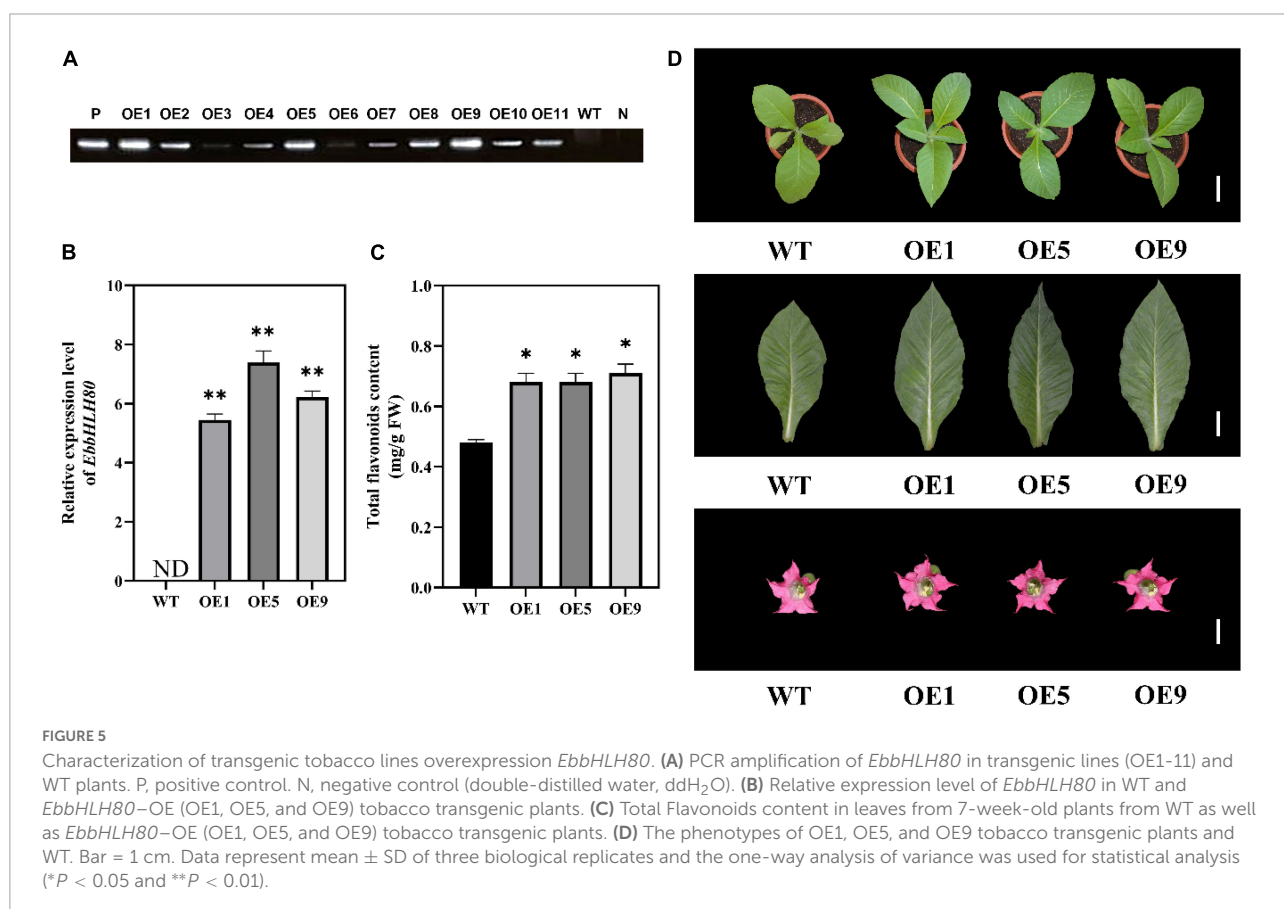 A
P OE1 OE2 OE3 OE4 OE5 OE6 OE7 OE8 OE9 OE10 OE11 WT N
B
Relative expression level
of EbbHLH80
10
8
6
4
2
0
ND
**
**
**
WT OE1 OE5 OE9
C
Total flavonoids content
(mg/g FW)
1.0
0.8
0.6
0.4
0.2
0.0
*
*
*
WT OE1 OE5 OE9
D
WT OE1 OE5 OE9
WT OE1 OE5 OE9
WT OE1 OE5 OE9
FIGURE 5
Characterization of transgenic tobacco lines overexpression EbbHLH80. (A) PCR amplification of EbbHLH80 in transgenic lines (OE1-11) and
WT plants. P, positive control. N, negative control (double-distilled water, ddH2O). (B) Relative expression level of EbbHLH80 in WT and
EbbHLH80–OE (OE1, OE5, and OE9) tobacco transgenic plants. (C) Total Flavonoids content in leaves from 7-week-old plants from WT as well
as EbbHLH80–OE (OE1, OE5, and OE9) tobacco transgenic plants. (D) The phenotypes of OE1, OE5, and OE9 tobacco transgenic plants and
WT. Bar = 1 cm. Data represent mean ± SD of three biological replicates and the one-way analysis of variance was used for statistical analysis
(*P < 0.05 and **P < 0.01).